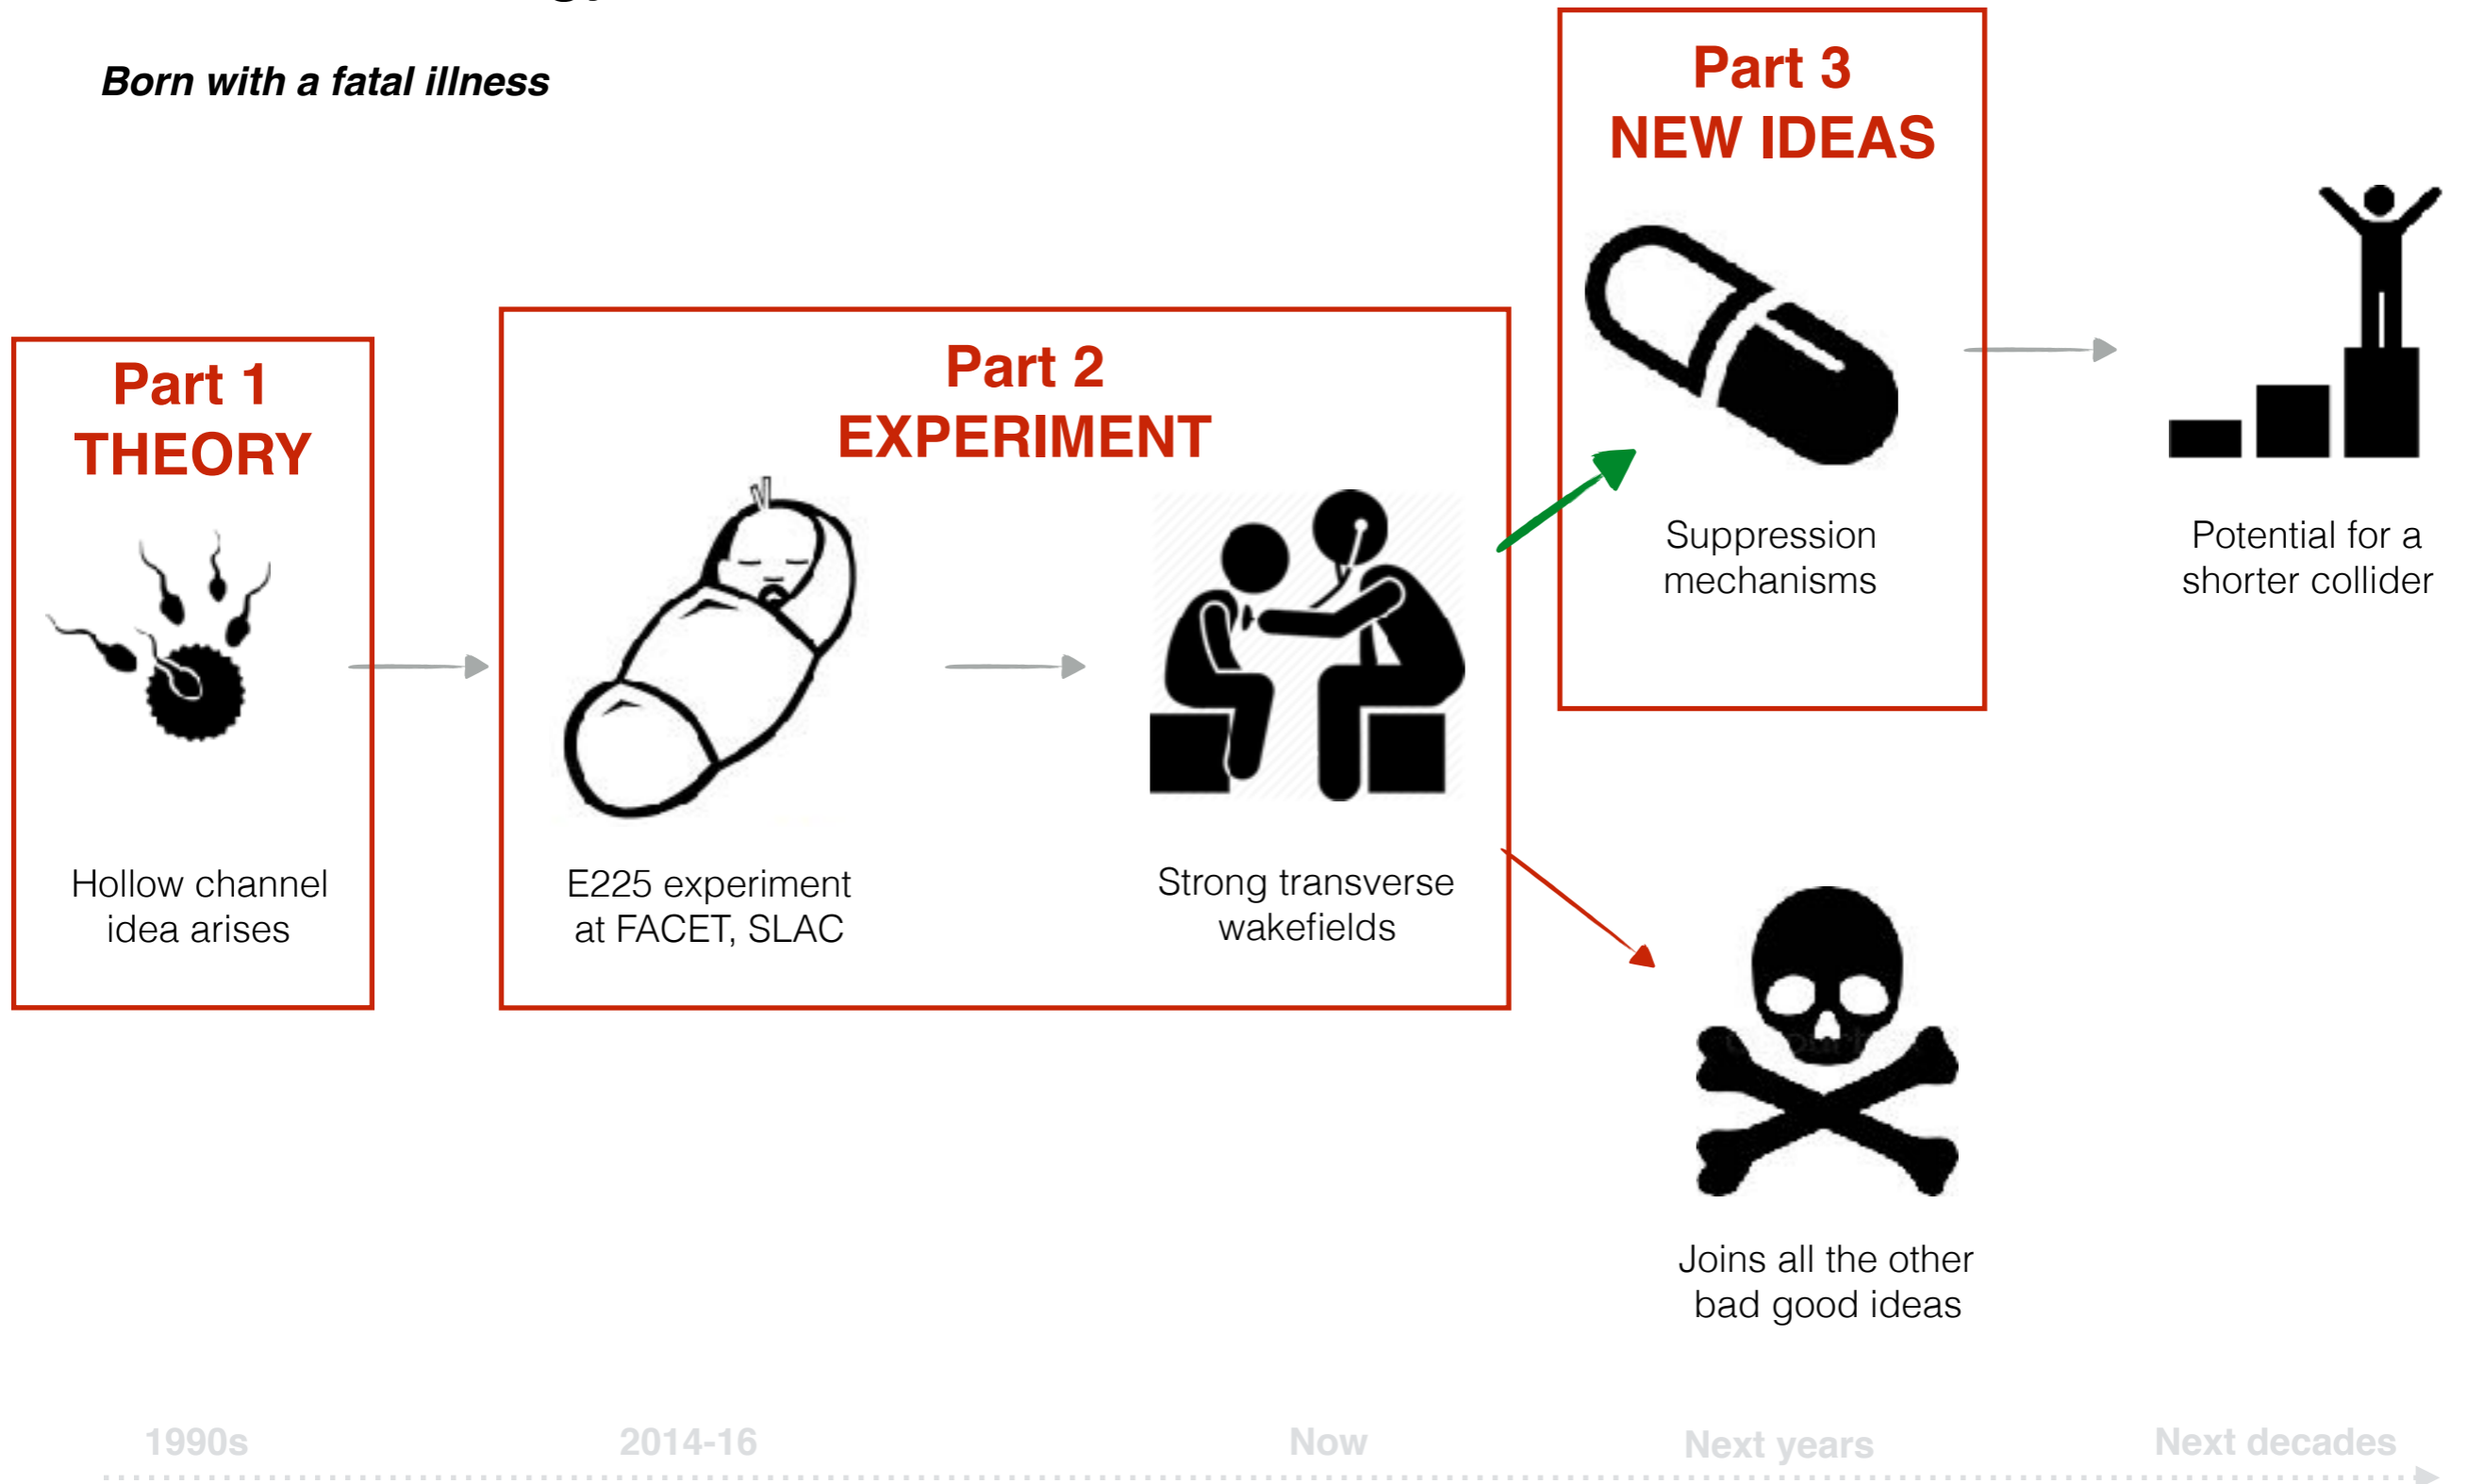 Born with a fatal illness
Part 1
THEORY
Hollow channel
idea arises
Part 2
EXPERIMENT
E225 experiment
at FACET, SLAC
Strong transverse
wakefields
Part 3
NEW IDEAS
Suppression
mechanisms
Potential for a
shorter collider
Joins all the other
bad good ideas
1990s
2014-16
Now
Next years
Next decades